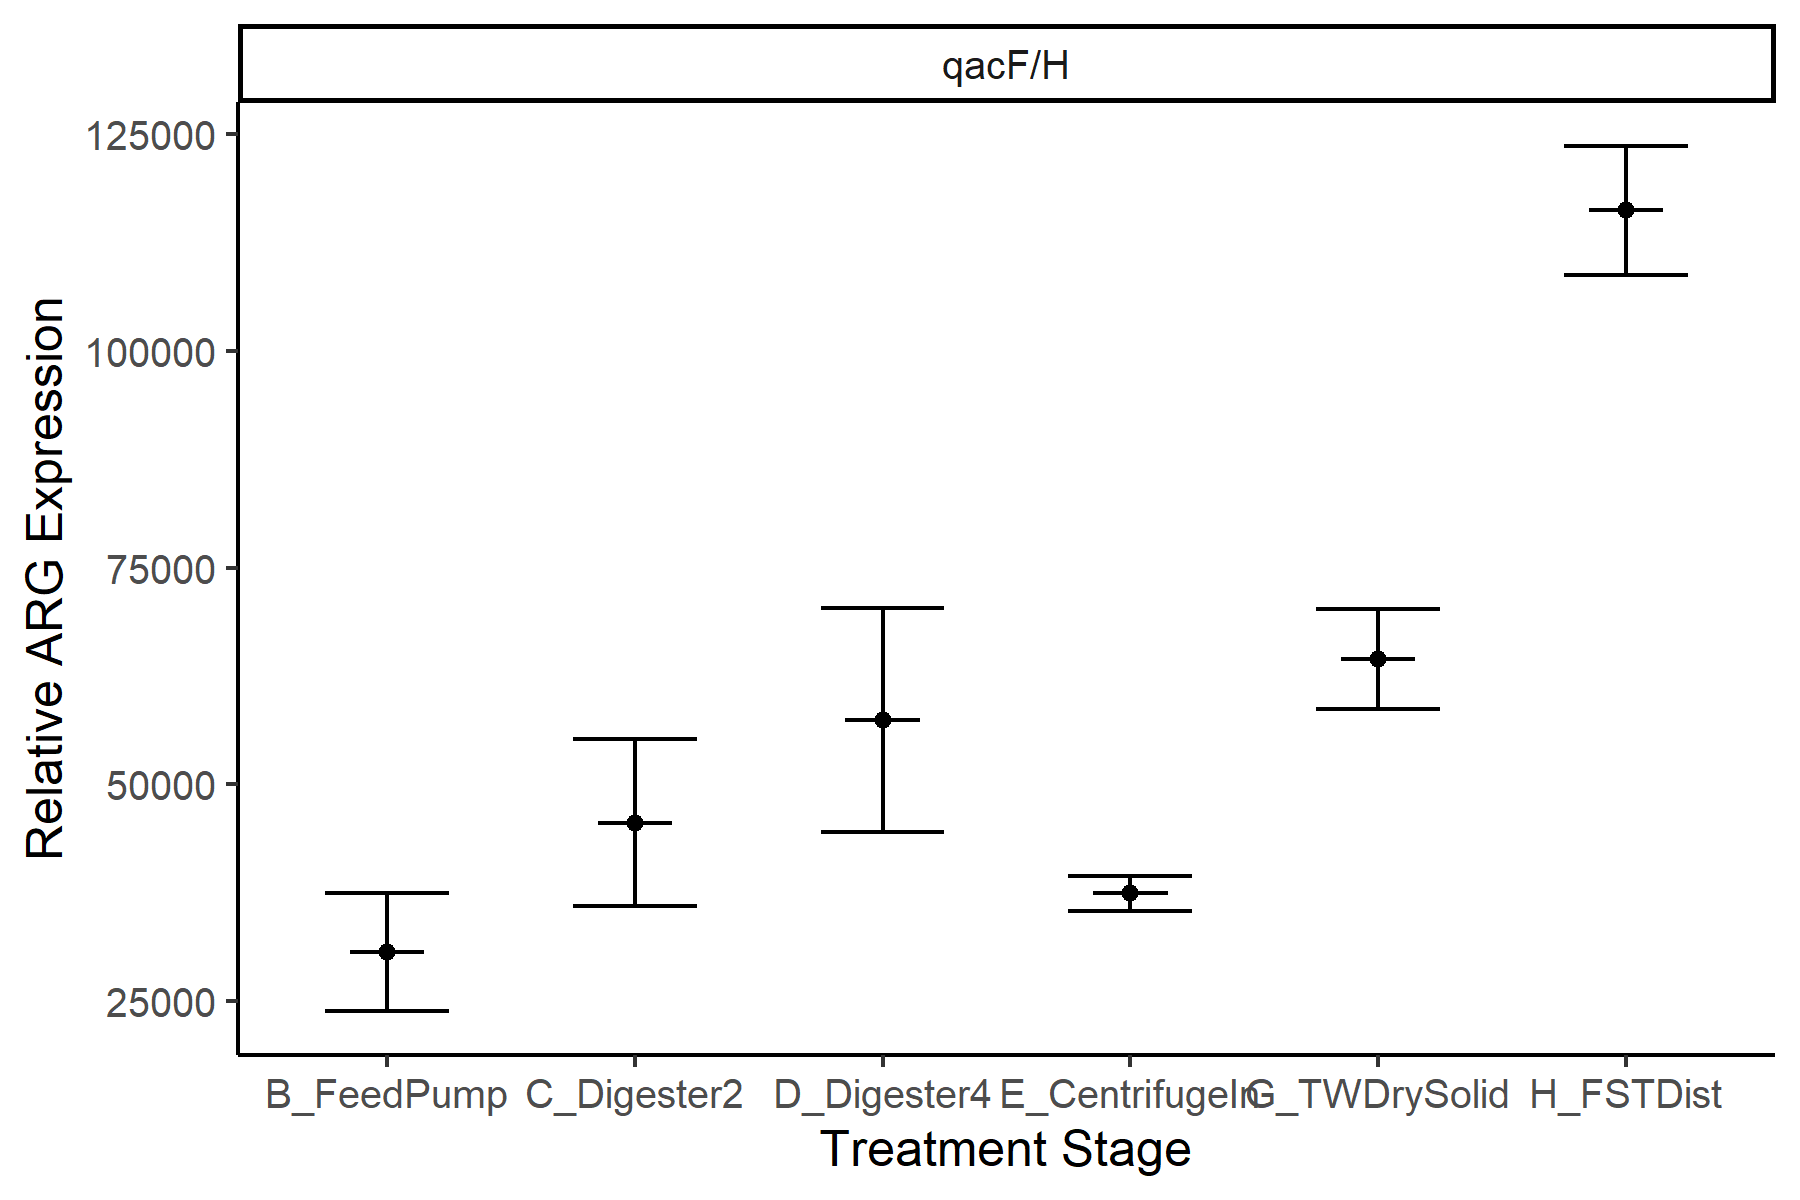 qacF/H
125000
100000
75000
50000
25000
Relative ARG Expression
B_FeedPump C_Digester2 D_Digester4 E_CentrifugeIn G_TWDrySolid H_FSTDist
Treatment Stage